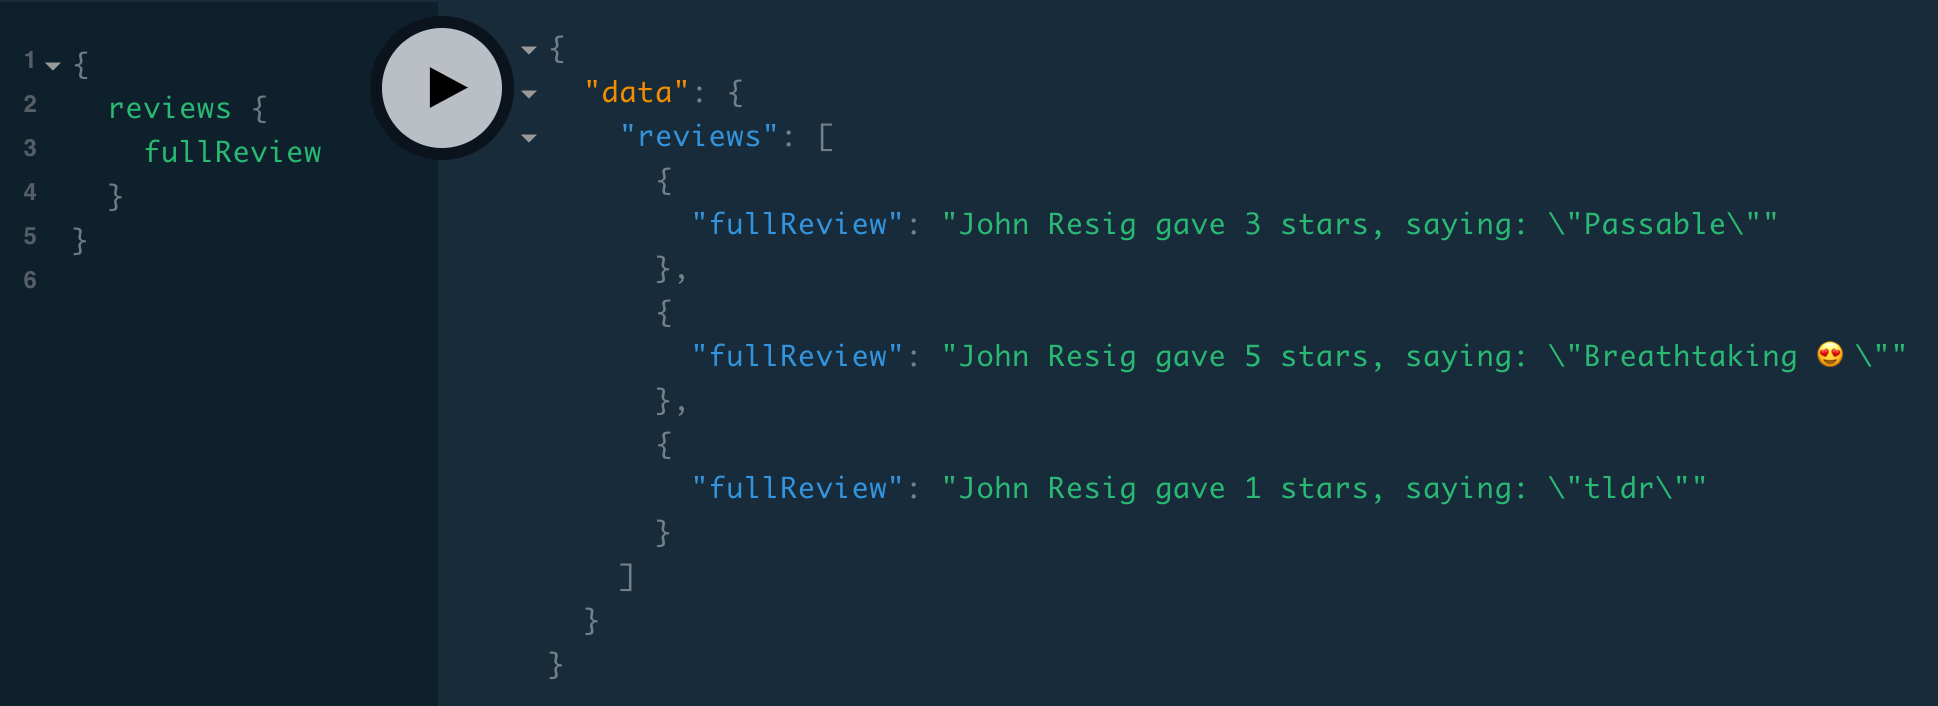 1 {
2   reviews {
3     fullReview
4   }
5 }
6
{
  "data": {
    "reviews": [
      {
        "fullReview": "John Resig gave 3 stars, saying: \"Passable\""
      },
      {
        "fullReview": "John Resig gave 5 stars, saying: \"Breathtaking 😍\""
      },
      {
        "fullReview": "John Resig gave 1 stars, saying: \"tldr\""
      }
    ]
  }
}